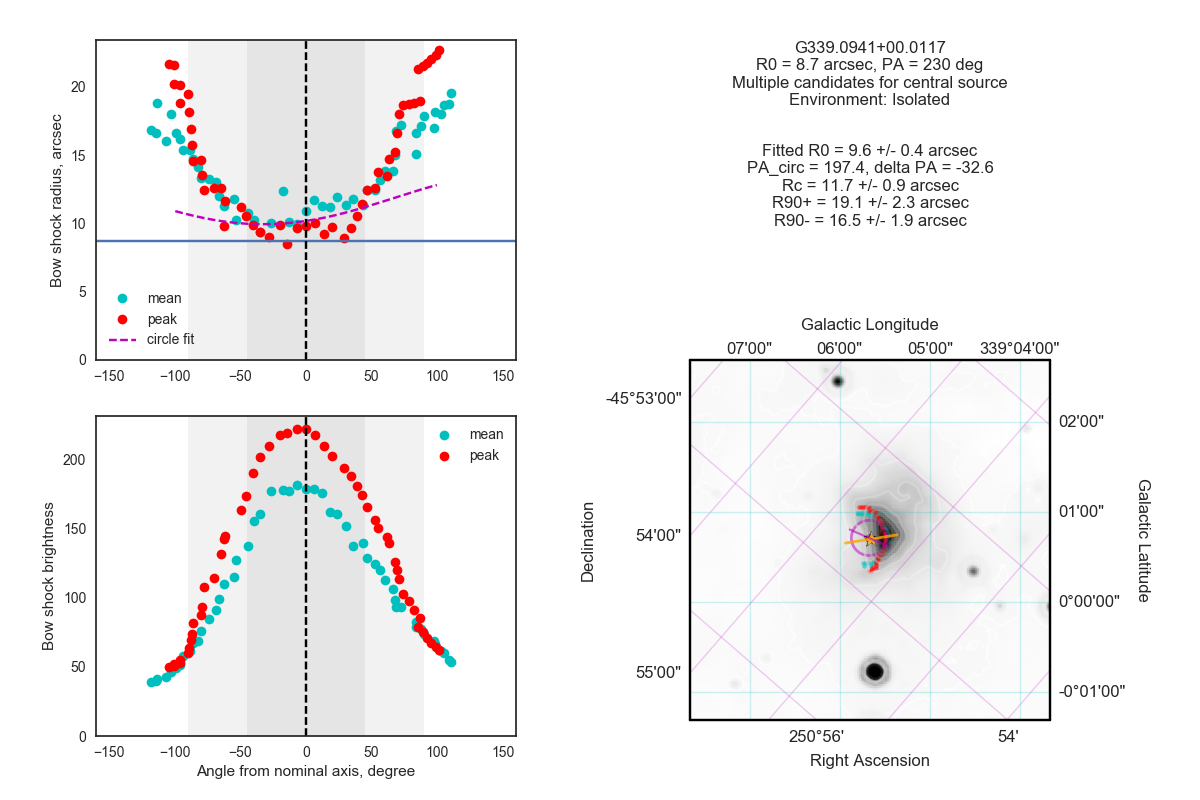 G339.0941+00.0117
R0 = 8.7 arcsec, PA = 230 deg
Multiple candidates for central source
Environment: Isolated
Fitted R0 = 9.6 +/- 0.4 arcsec
PA_circ = 197.4, delta PA = -32.6
Rc = 11.7 +/- 0.9 arcsec
R90+ = 19.1 +/- 2.3 arcsec
R90- = 16.5 +/- 1.9 arcsec
Bow shock radius, arcsec
20
15
10
5
0
mean
peak
circle fit
−150 −100 −50 0 50 100 150
Bow shock brightness
200
150
100
50
0
mean
peak
−150 −100 −50 0 50 100 150
Angle from nominal axis, degree
Galactic Longitude
07'00" 06'00" 05'00" 339°04'00"
-45°53'00"
54'00"
55'00"
Declination
02'00"
01'00"
0°00'00"
-0°01'00"
Galactic Latitude
250°56' 54'
Right Ascension